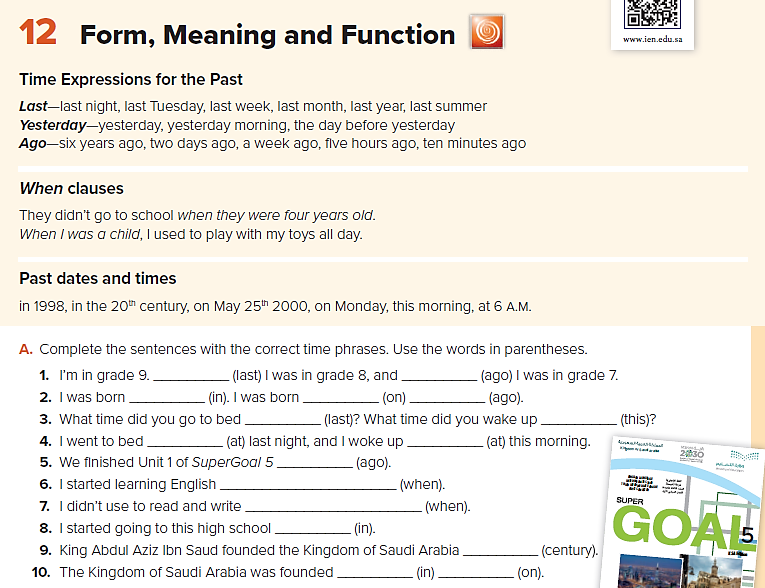 12 Form, Meaning and Function
www.ien.edu.sa
Time Expressions for the Past
Last—last night, last Tuesday, last week, last month, last year, last summer
Yesterday—yesterday, yesterday morning, the day before yesterday
Ago—six years ago, two days ago, a week ago, five hours ago, ten minutes ago
When clauses
They didn't go to school when they were four years old.
When I was a child, I used to play with my toys all day.
Past dates and times
in 1998, in the 20th century, on May 25th 2000, on Monday, this morning, at 6 A.M.
A. Complete the sentences with the correct time phrases. Use the words in parentheses.
1. I'm in grade 9. __________ (last) I was in grade 8, and __________ (ago) I was in grade 7.
2. I was born __________ (in). I was born __________ (on) __________ (ago).
3. What time did you go to bed __________ (last)? What time did you wake up __________ (this)?
4. I went to bed __________ (at) last night, and I woke up __________ (at) this morning.
5. We finished Unit 1 of SuperGoal 5 __________ (ago).
6. I started learning English ________________________ (when).
7. I didn't use to read and write ________________________ (when).
8. I started going to this high school __________ (in).
9. King Abdul Aziz Ibn Saud founded the Kingdom of Saudi Arabia __________ (century).
10. The Kingdom of Saudi Arabia was founded __________ (in) __________ (on).
2030
SUPER
GOAL 5